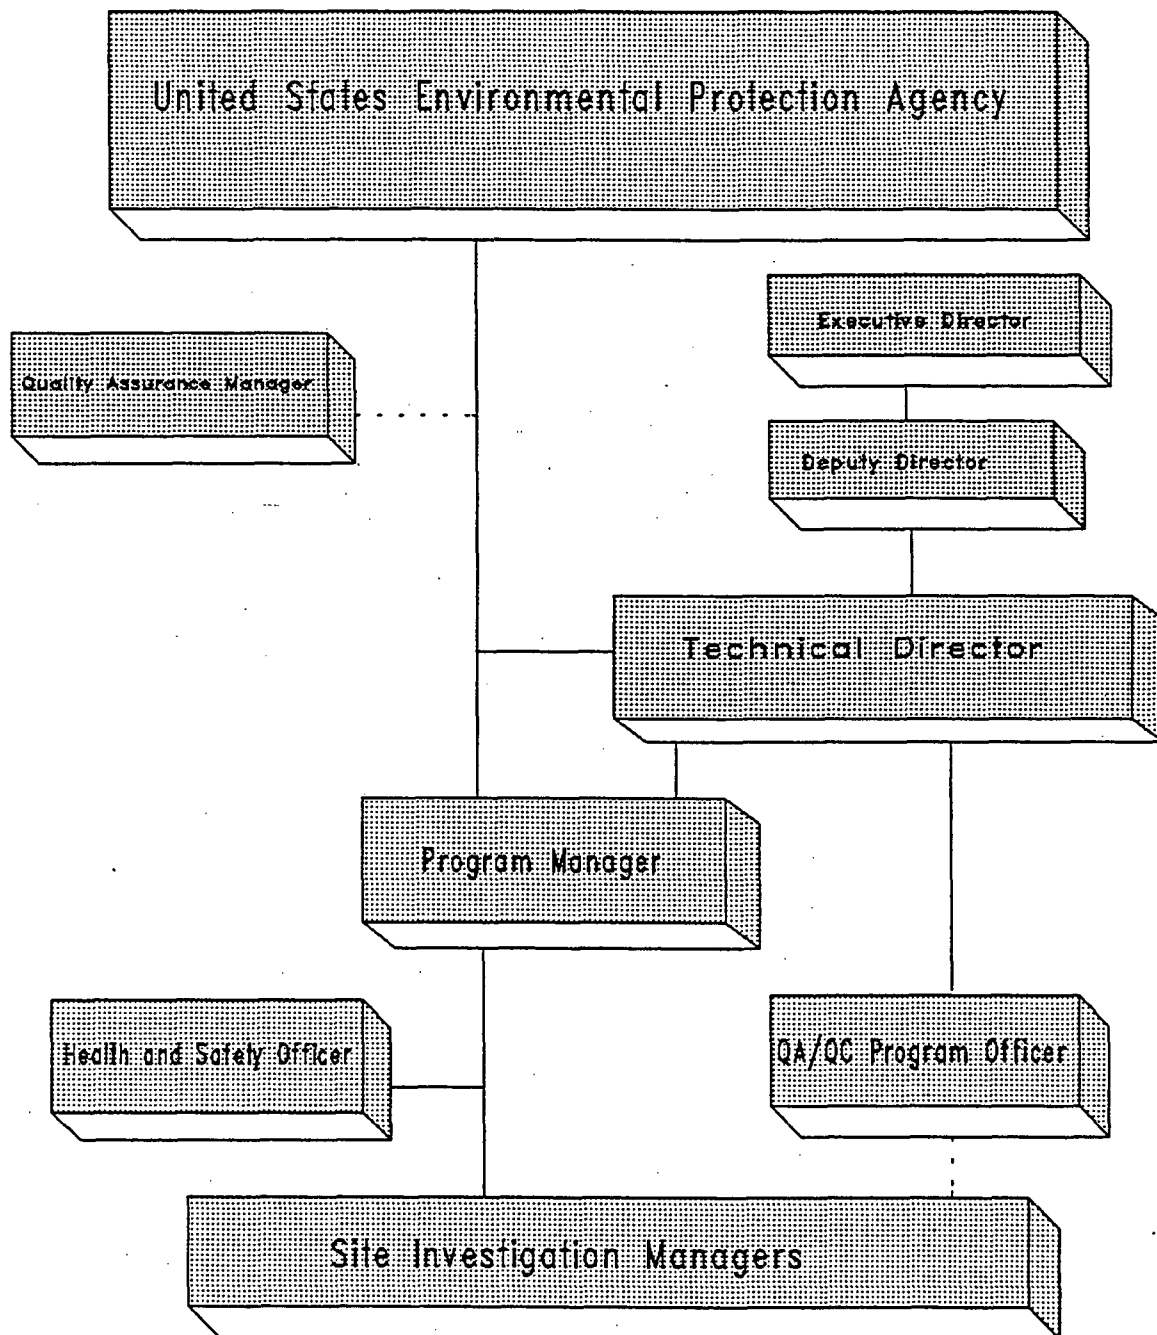 United States Environmental Protection Agency
Executive Director
Quality Assurance Manager
Deputy Director
Technical Director
Program Manager
Health and Safety Officer
QA/QC Program Officer
Site Investigation Managers